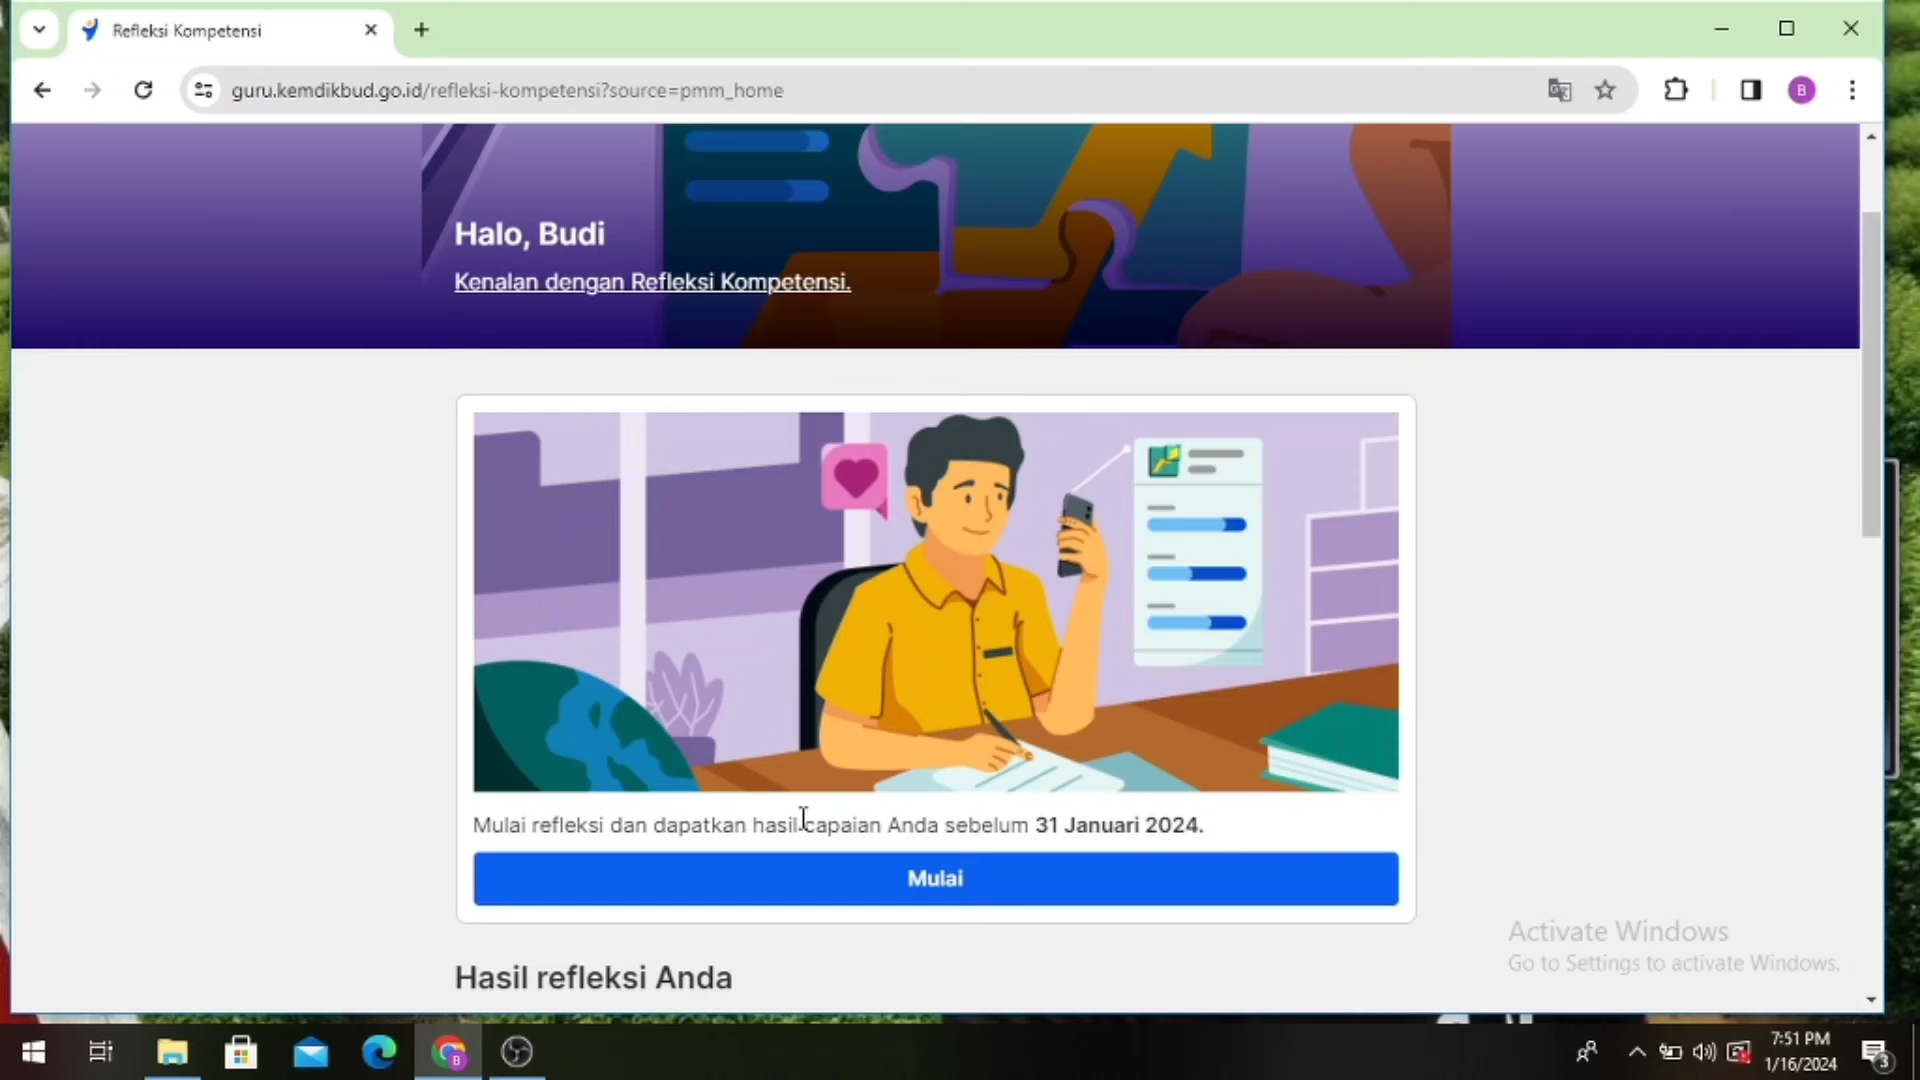 Refleksi Kompetensi
guru.kemdikbud.go.id/refleksi-kompetensi?source=pmm_home
B
Halo, Budi
Kenalan dengan Refleksi Kompetensi.
Mulai refleksi dan dapatkan hasil capaian Anda sebelum 31 Januari 2024.
Mulai
Activate Windows
Go to Settings to activate Windows.
Hasil refleksi Anda
B
7:51 PM
1/16/2024
3